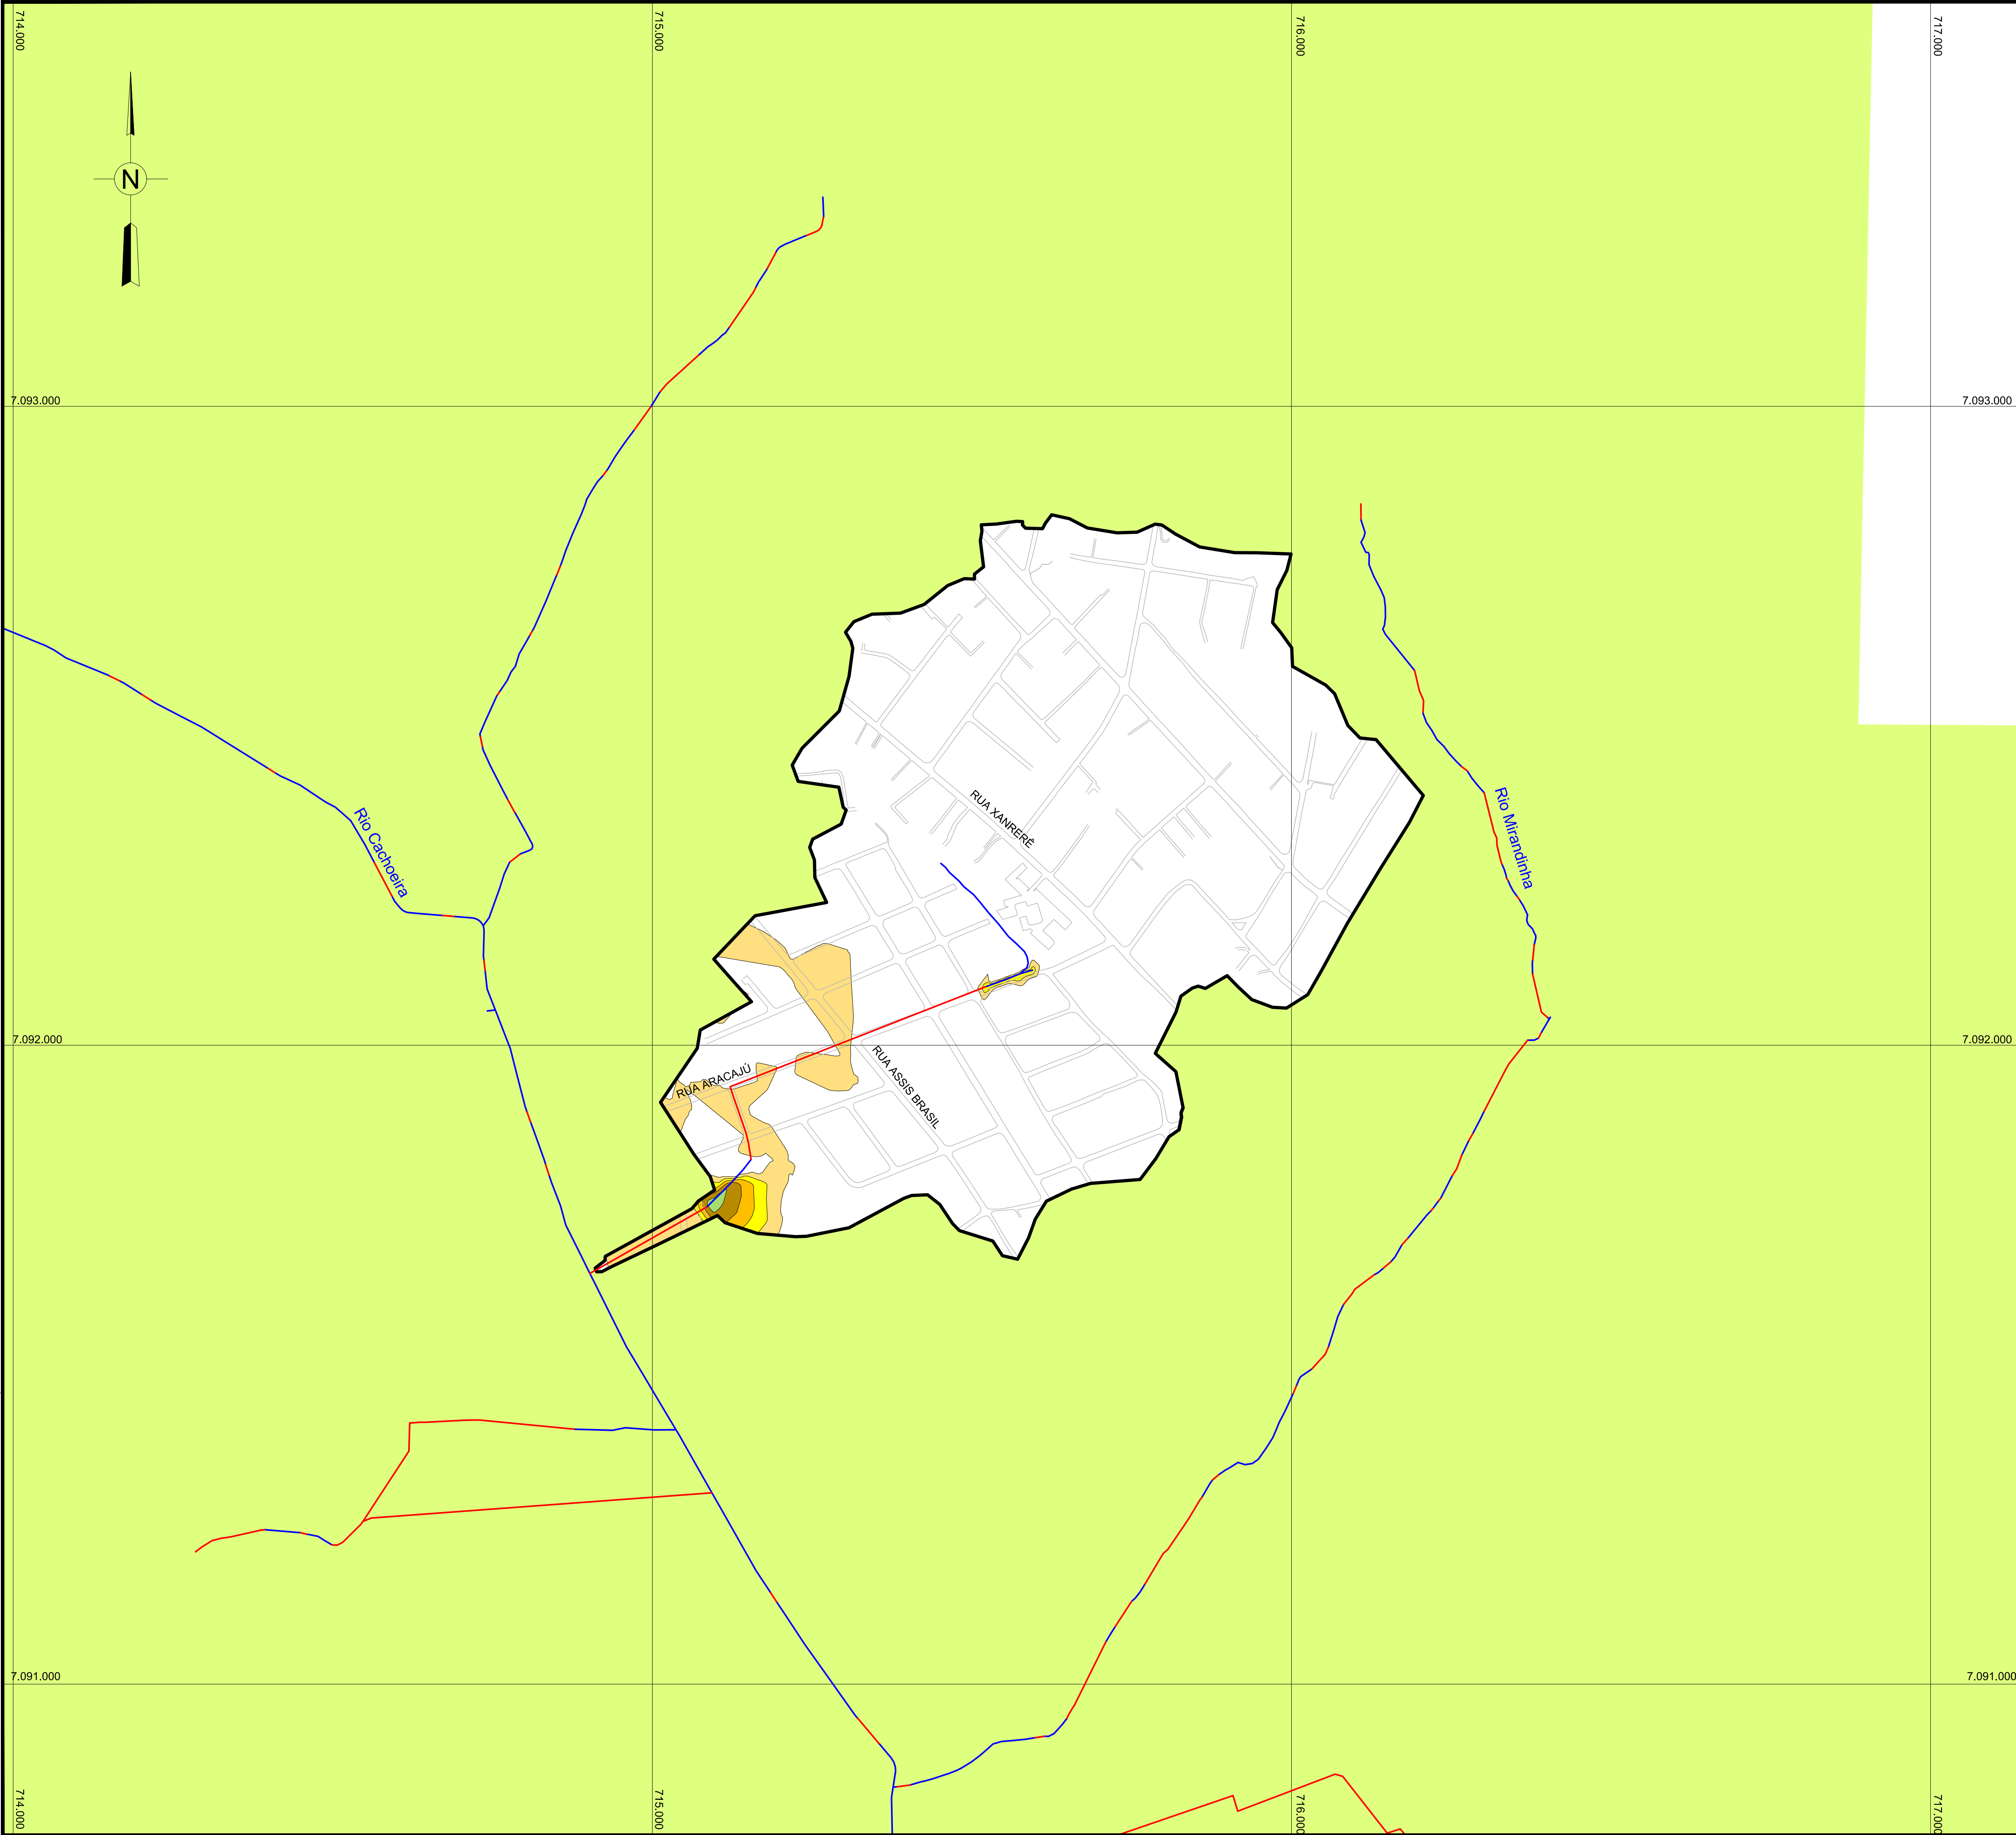 714.000
715.000
716.000
717.000
N
7.093.000
7.093.000
RUA XANRERÊ
Rio Cachoeira
Rio Mirandinha
7.092.000
7.092.000
RUA ARACAJÚ
RUA ASSIS BRASIL
7.091.000
7.091.000
714.000
715.000
716.000
717.000